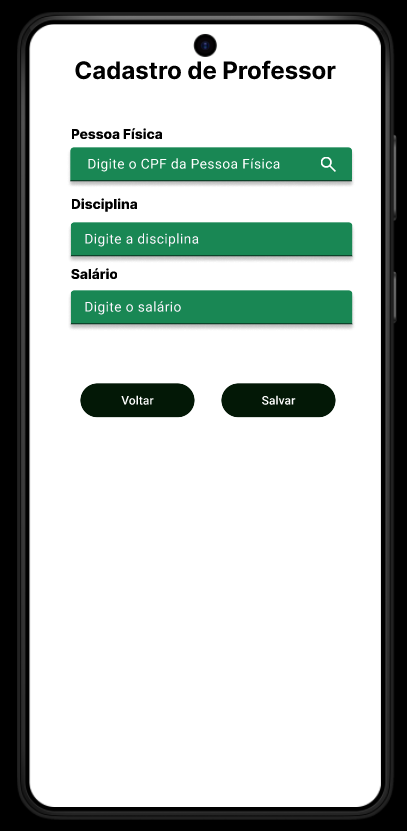 Cadastro de Professor
Pessoa Física
Digite o CPF da Pessoa Física
Disciplina
Digite a disciplina
Salário
Digite o salário
Voltar
Salvar